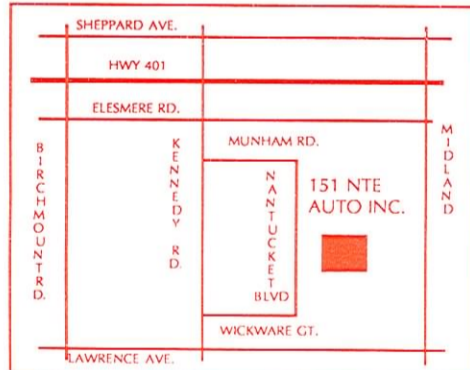 SHEPPARD AVE.
HWY 401
ELESMERE RD.
BIRCHMOUNT RD.
KENNEDY RD.
MUNHAM RD.
NANTUCKET BLVD
151 NTE
AUTO INC.
MIDLAND
WICKWARE GT.
LAWRENCE AVE.